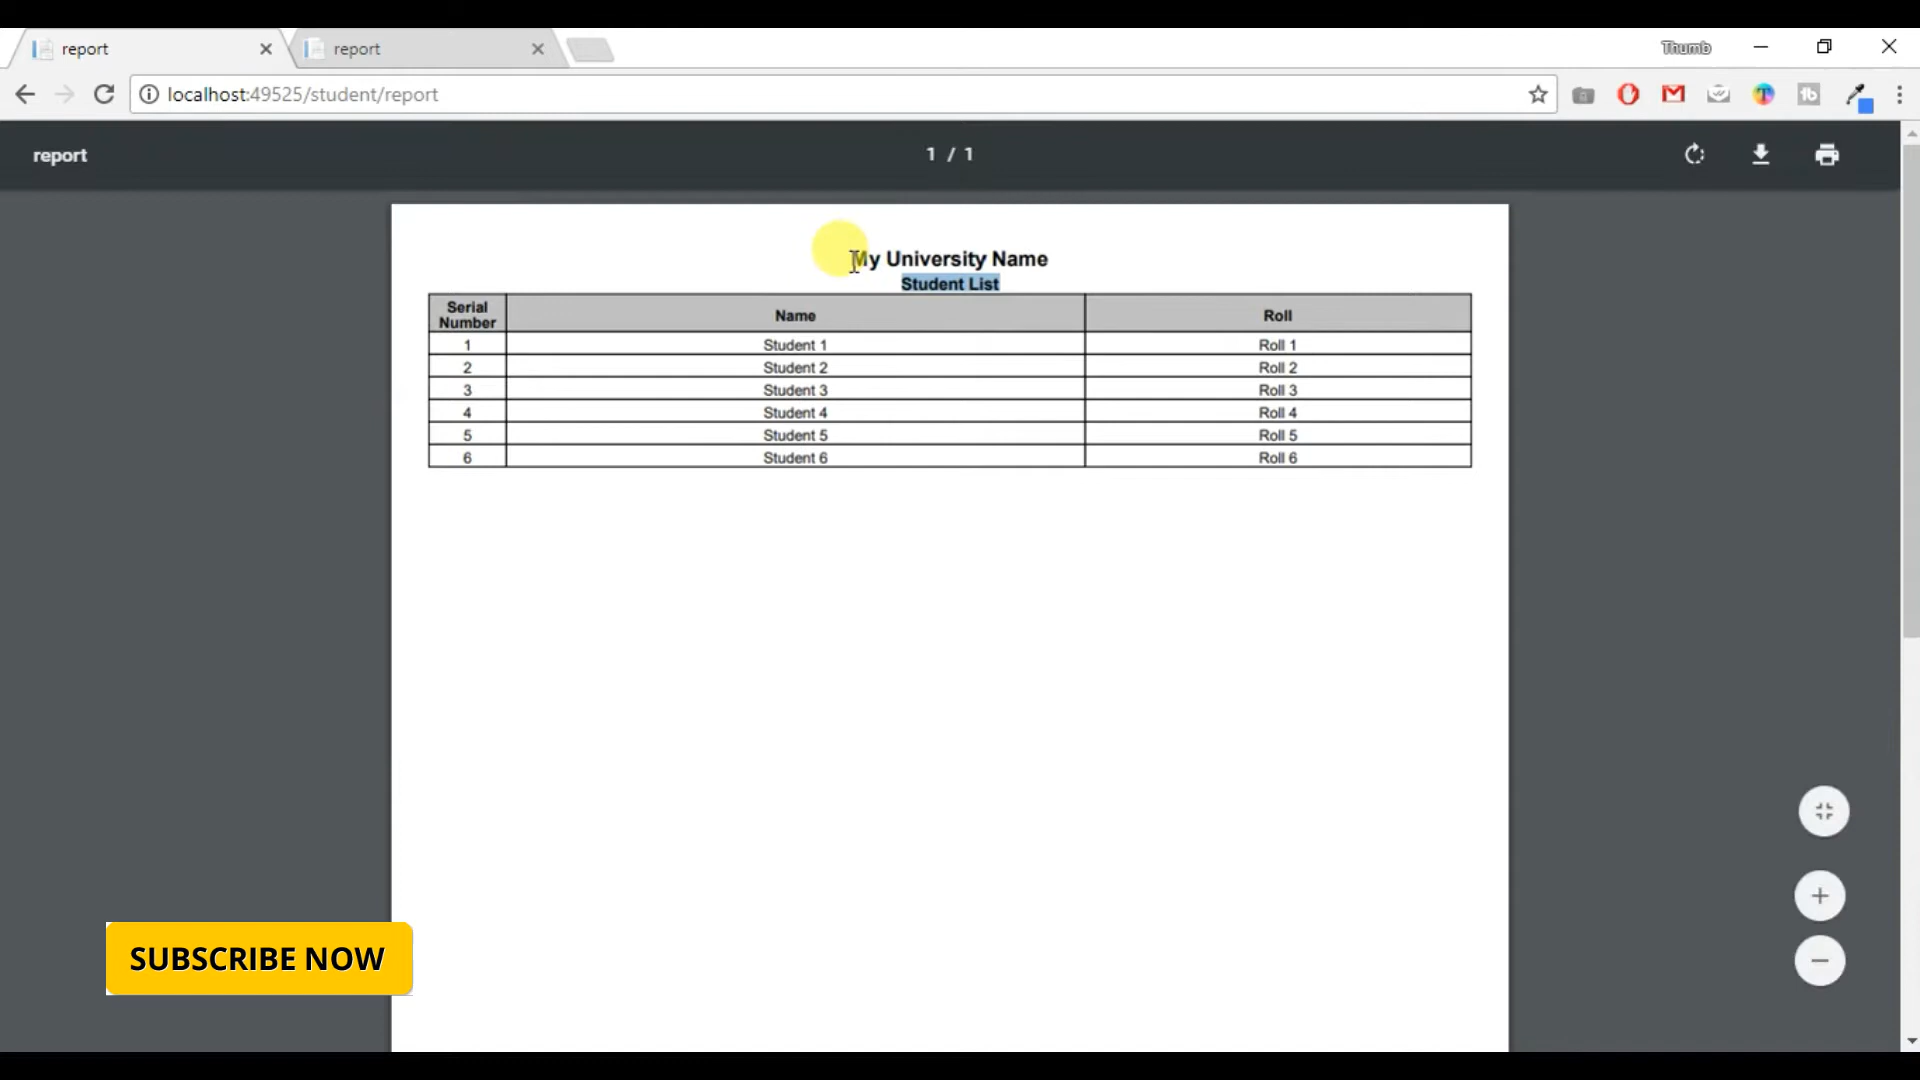 report
report
Thumb
localhost:49525/student/report
report
1 / 1
My University Name
Student List
Serial Number Name Roll
1 Student 1 Roll 1
2 Student 2 Roll 2
3 Student 3 Roll 3
4 Student 4 Roll 4
5 Student 5 Roll 5
6 Student 6 Roll 6
SUBSCRIBE NOW